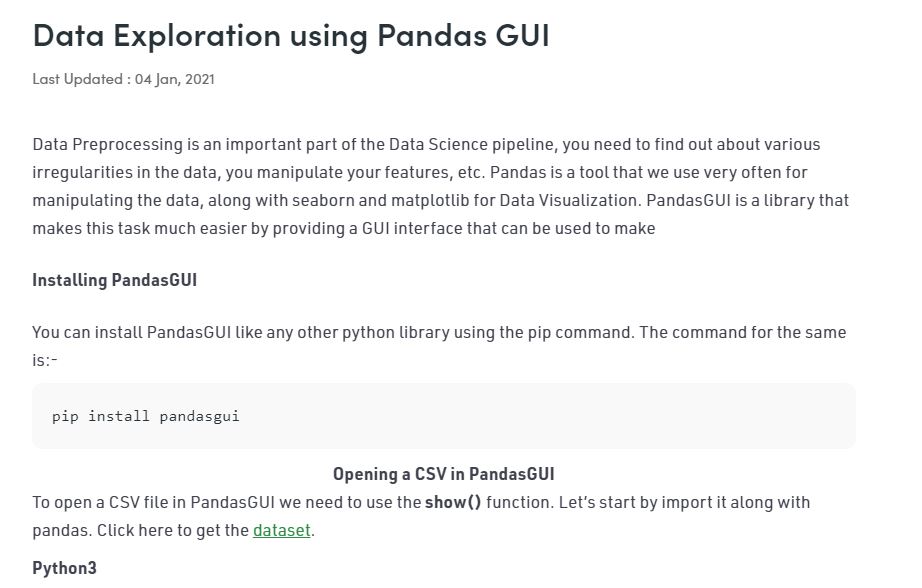 Data Exploration using Pandas GUI
Last Updated : 04 Jan, 2021
Data Preprocessing is an important part of the Data Science pipeline, you need to find out about various
irregularities in the data, you manipulate your features, etc. Pandas is a tool that we use very often for
manipulating the data, along with seaborn and matplotlib for Data Visualization. PandasGUI is a library that
makes this task much easier by providing a GUI interface that can be used to make
Installing PandasGUI
You can install PandasGUI like any other python library using the pip command. The command for the same
is:-
pip install pandasgui
Opening a CSV in PandasGUI
To open a CSV file in PandasGUI we need to use the show() function. Let’s start by import it along with
pandas. Click here to get the dataset.
Python3